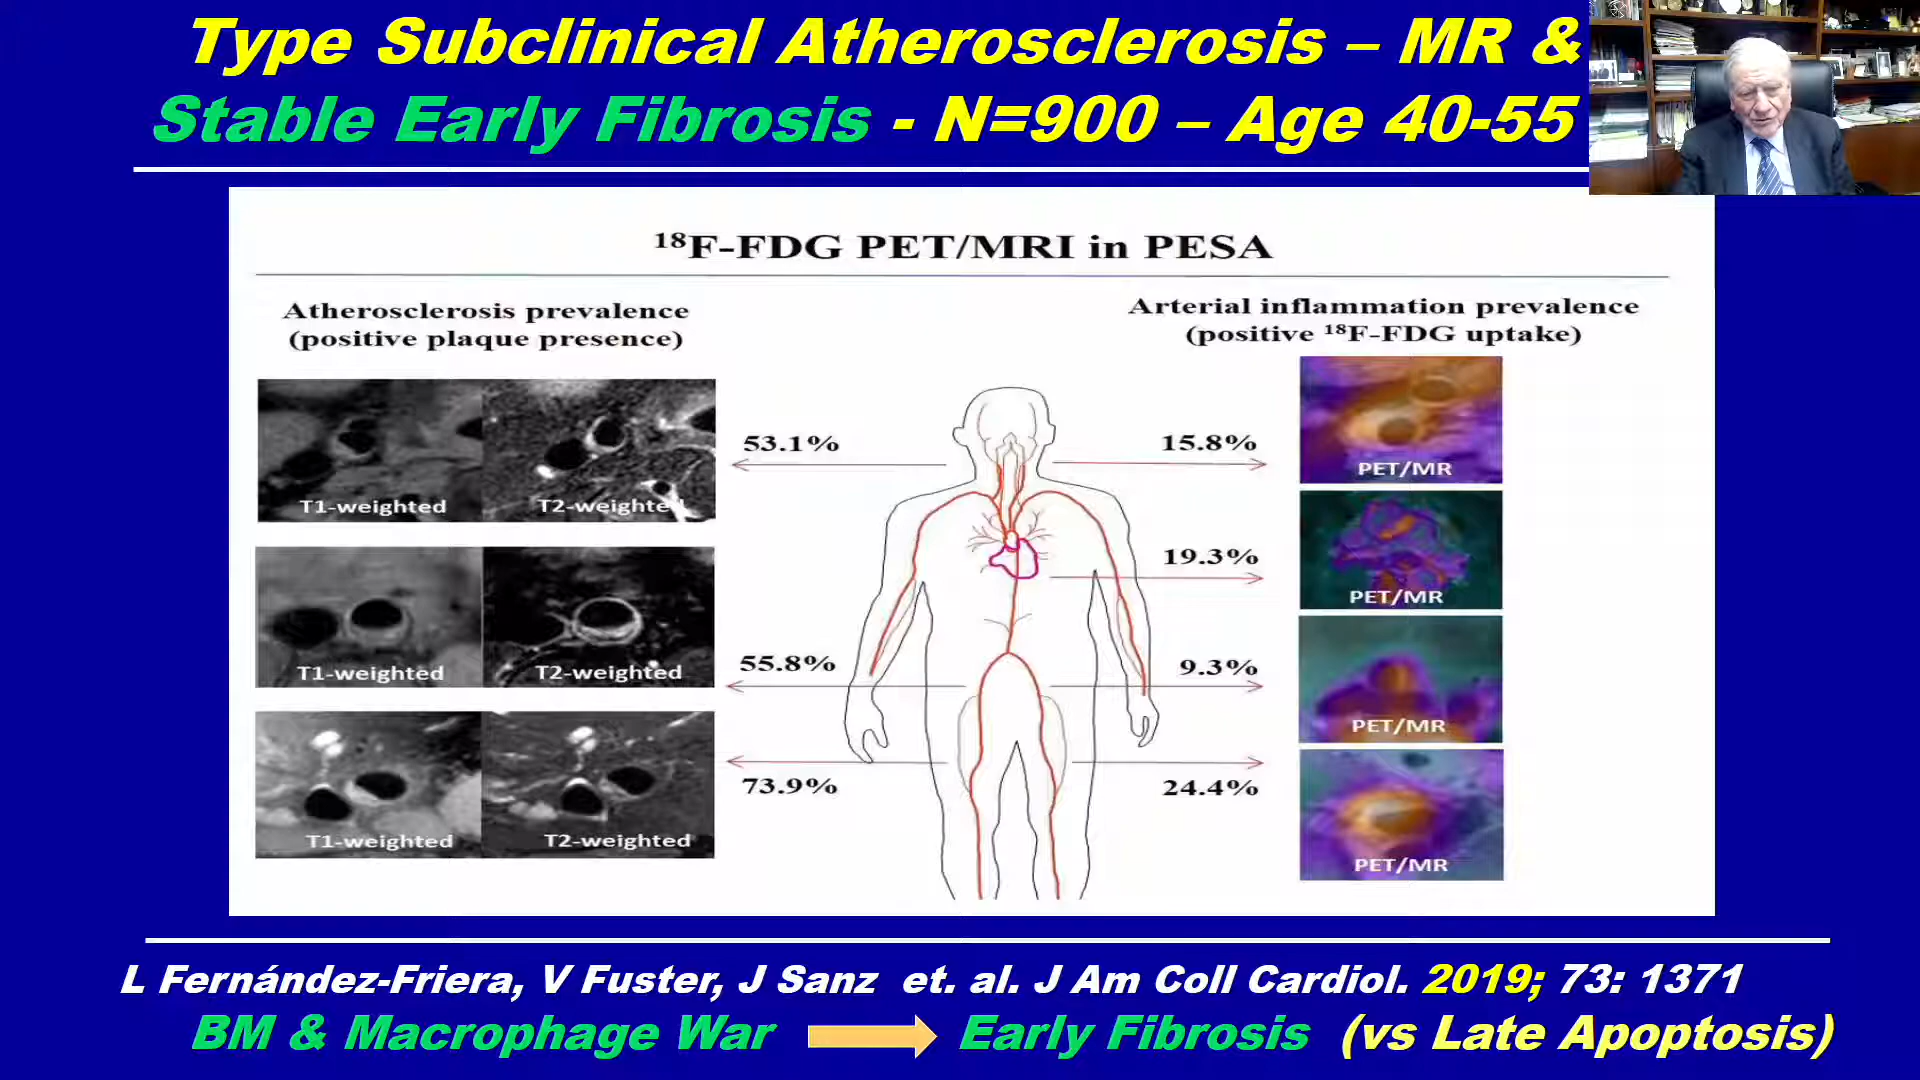 Type Subclinical Atherosclerosis – MR &
Stable Early Fibrosis - N=900 – Age 40-55
18F-FDG PET/MRI in PESA
Atherosclerosis prevalence
(positive plaque presence)
Arterial inflammation prevalence
(positive 18F-FDG uptake)
T1-weighted
T2-weighte
53.1%
15.8%
PET/MR
19.3%
PET/MR
T1-weighted
T2-weighted
55.8%
9.3%
PET/MR
T1-weighted
T2-weighted
73.9%
24.4%
PET/MR
L Fernández-Friera, V Fuster, J Sanz et. al. J Am Coll Cardiol. 2019; 73: 1371
BM & Macrophage War Early Fibrosis (vs Late Apoptosis)